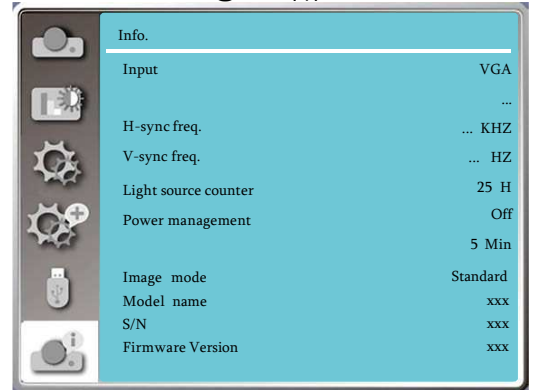 Info.
Input VGA
...
H-sync freq. ... KHZ
V-sync freq. ... HZ
Light source counter 25 H
Power management Off
5 Min
Image mode Standard
Model name xxx
S/N xxx
Firmware Version xxx